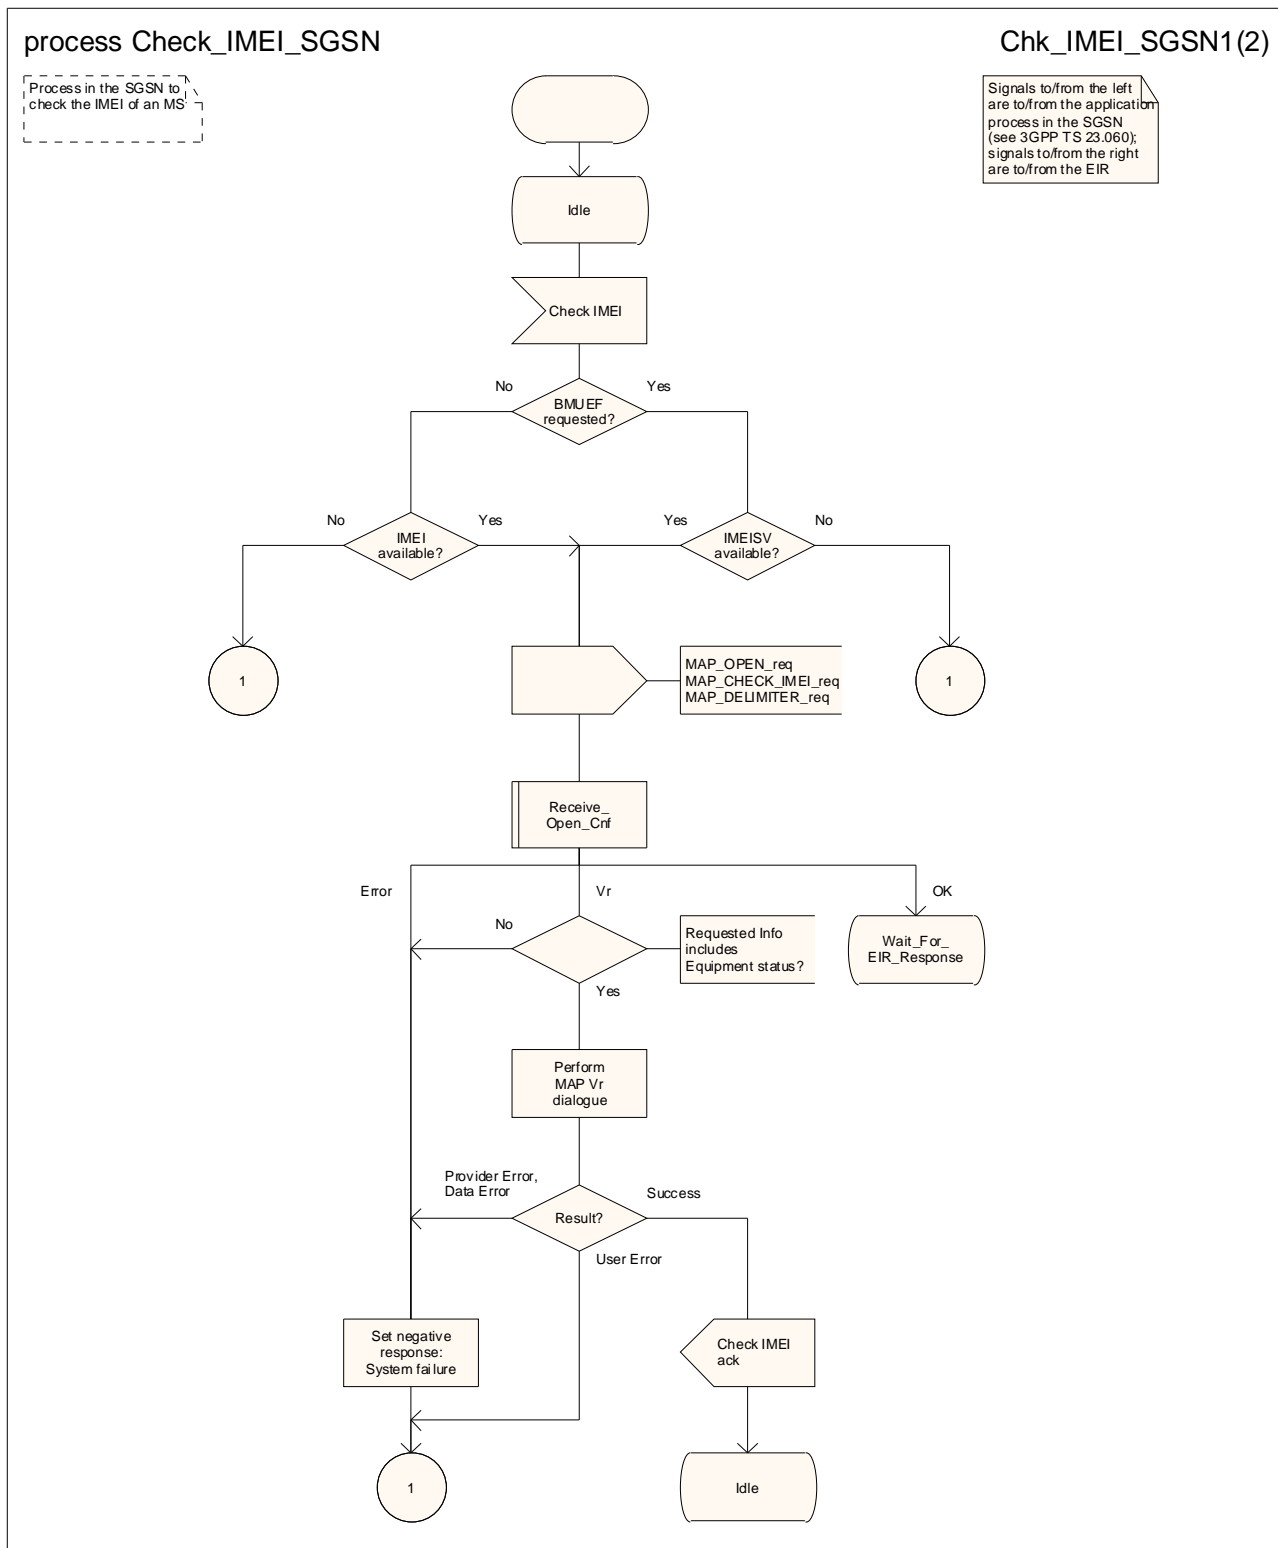 process Check_IMEI_SGSN
Chk_IMEI_SGSN1(2)
Process in the SGSN to
check the IMEI of an MS
Signals to/from the left
are to/from the application
process in the SGSN
(see 3GPP TS 23.060);
signals to/from the right
are to/from the EIR
Idle
Check IMEI
No
Yes
BMUEF
requested?
No
Yes
Yes
No
IMEI
available?
IMEISV
available?
1
MAP_OPEN_req
MAP_CHECK_IMEI_req
MAP_DELIMITER_req
1
Receive_
Open_Cnf
Error
Vr
OK
No
Requested Info
includes
Equipment status?
Wait_For_
EIR_Response
Yes
Perform
MAP Vr
dialogue
Provider Error,
Data Error
Success
Result?
User Error
Set negative
response:
System failure
Check IMEI
ack
1
Idle